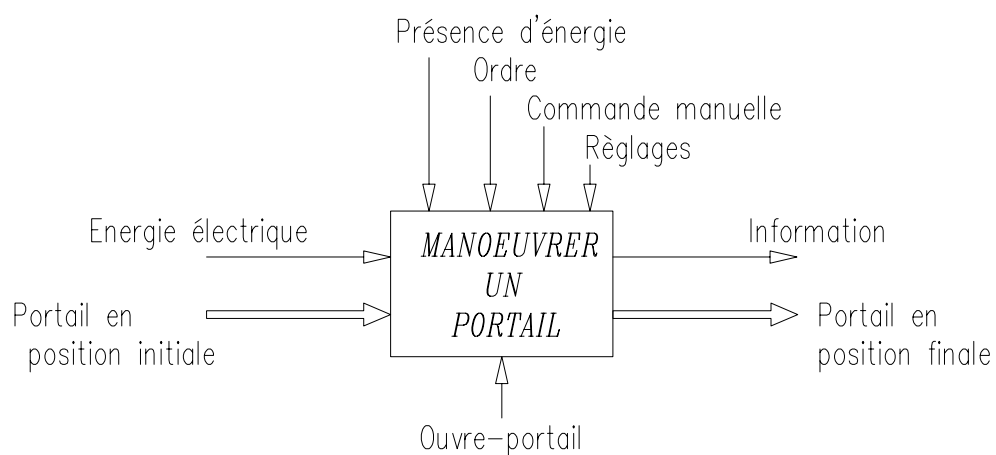 Présence d'énergie
Ordre
Commande manuelle
Règlages
Energie électrique
MANOEUVRER
UN
PORTAIL
Information
Portail en
position initiale
Portail en
position finale
Ouvre-portail